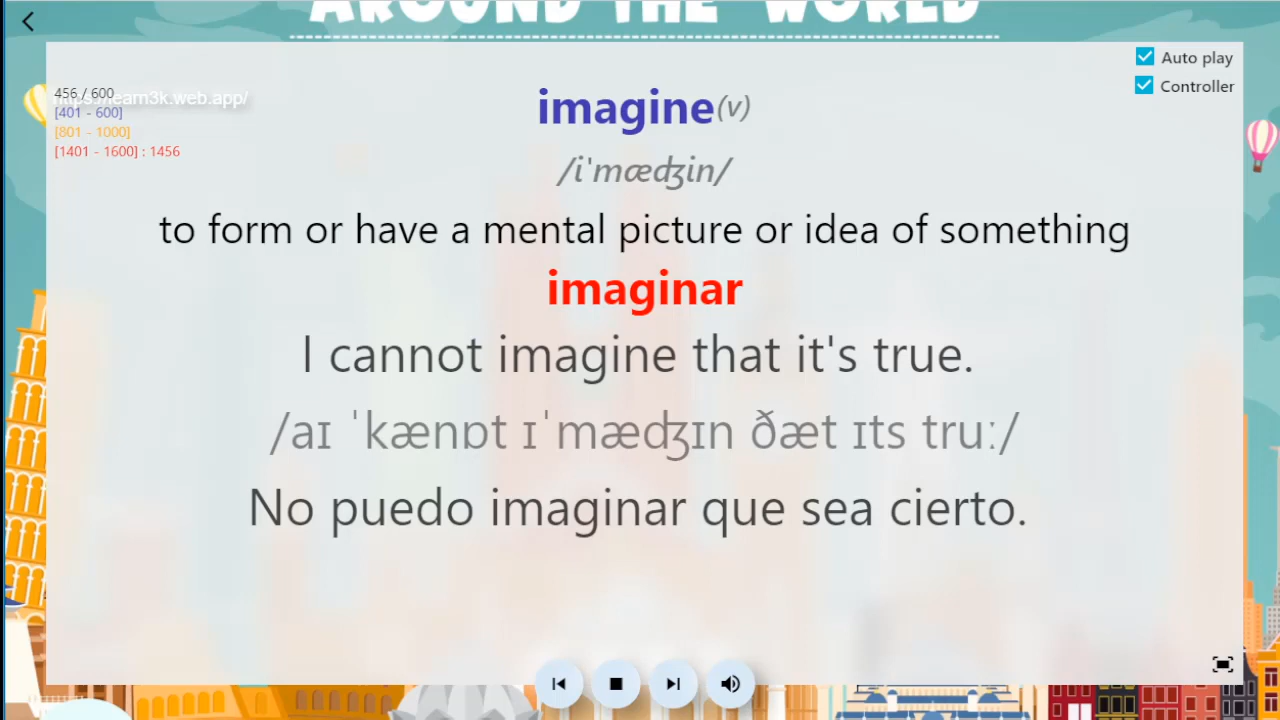 AROUND THE WORLD
Auto play
Controller
456 / 600
https://learn3k.web.app/
[401 - 600]
[801 - 1000]
[1401 - 1600] : 1456
imagine(v)
/i'mædʒin/
to form or have a mental picture or idea of something
imaginar
I cannot imagine that it's true.
/aɪ ˈkænɒt ɪˈmædʒɪn ðæt ɪts truː/
No puedo imaginar que sea cierto.